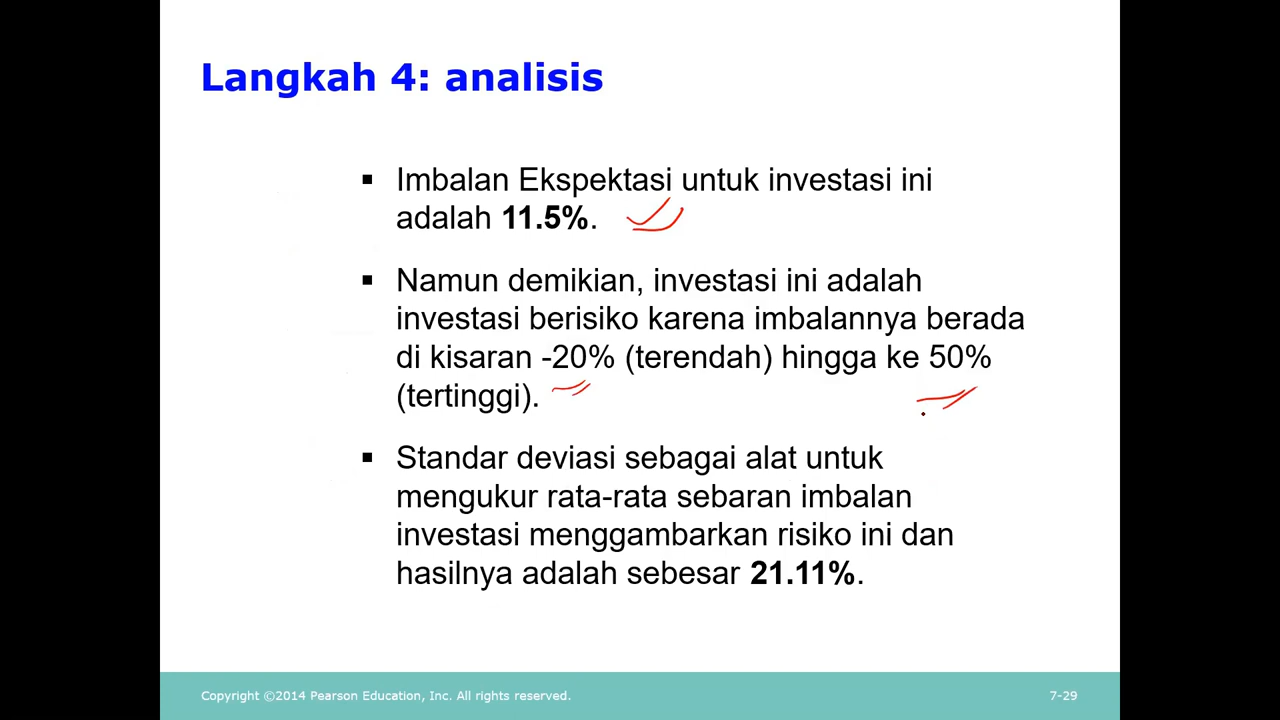 Langkah 4: analisis
▪ Imbalan Ekspektasi untuk investasi ini
adalah 11.5%.
▪ Namun demikian, investasi ini adalah
investasi berisiko karena imbalannya berada
di kisaran -20% (terendah) hingga ke 50%
(tertinggi).
▪ Standar deviasi sebagai alat untuk
mengukur rata-rata sebaran imbalan
investasi menggambarkan risiko ini dan
hasilnya adalah sebesar 21.11%.
Copyright ©2014 Pearson Education, Inc. All rights reserved.
7-29